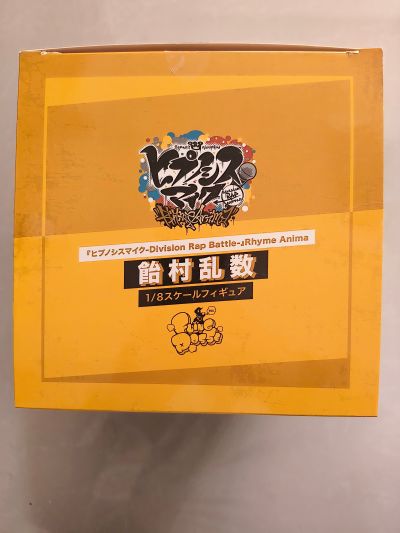 ヒプノシス
マイク
『ヒプノシスマイク-Division Rap Battle-』Rhyme Anima
飴村乱数
1/8スケールフィギュア